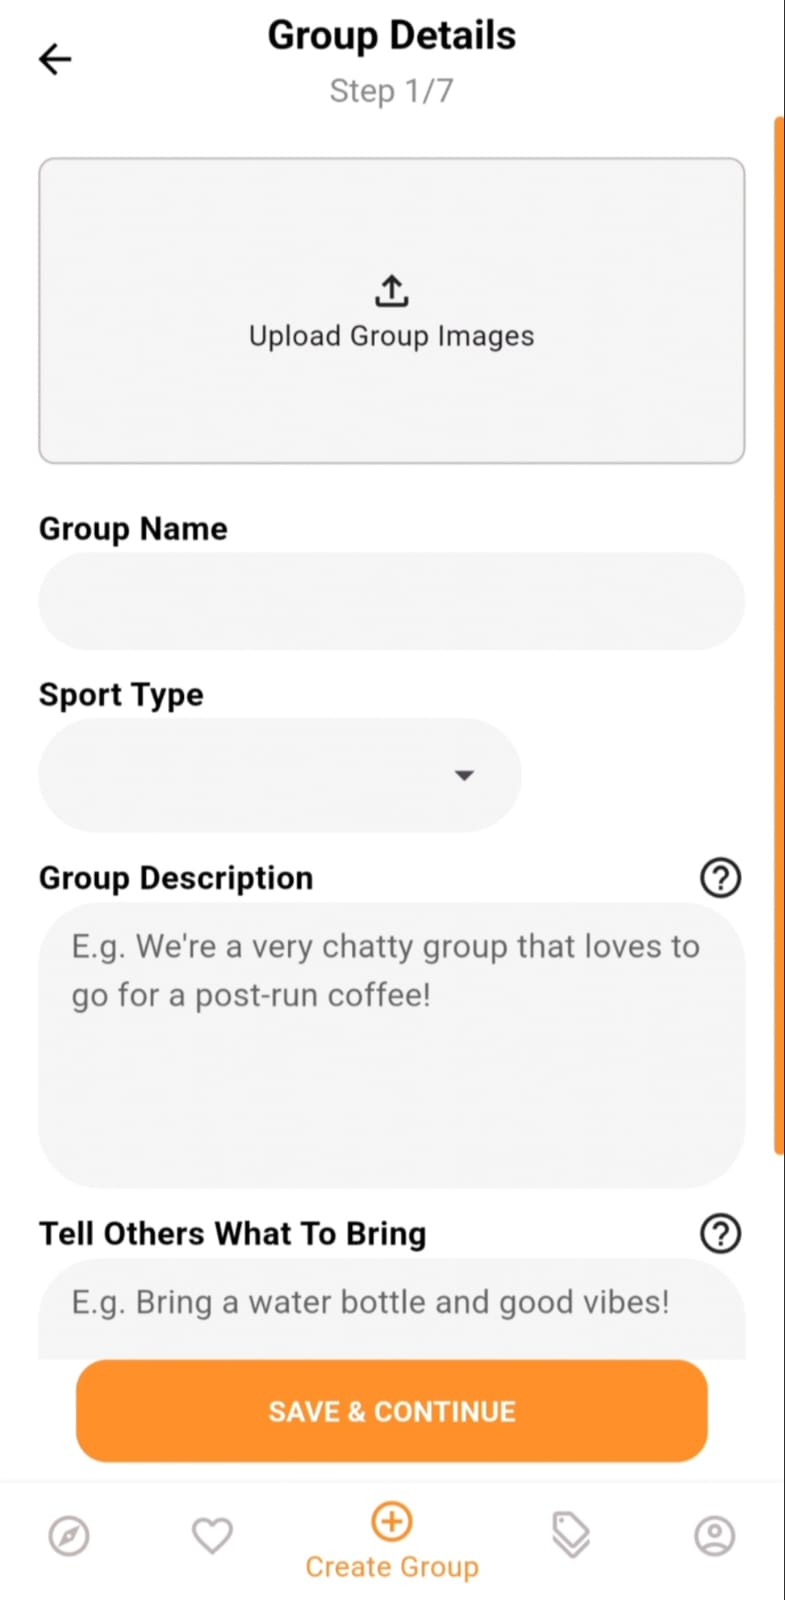 Group Details
Step 1/7
Upload Group Images
Group Name
Sport Type
Group Description
E.g. We're a very chatty group that loves to
go for a post-run coffee!
Tell Others What To Bring
E.g. Bring a water bottle and good vibes!
SAVE & CONTINUE
Create Group